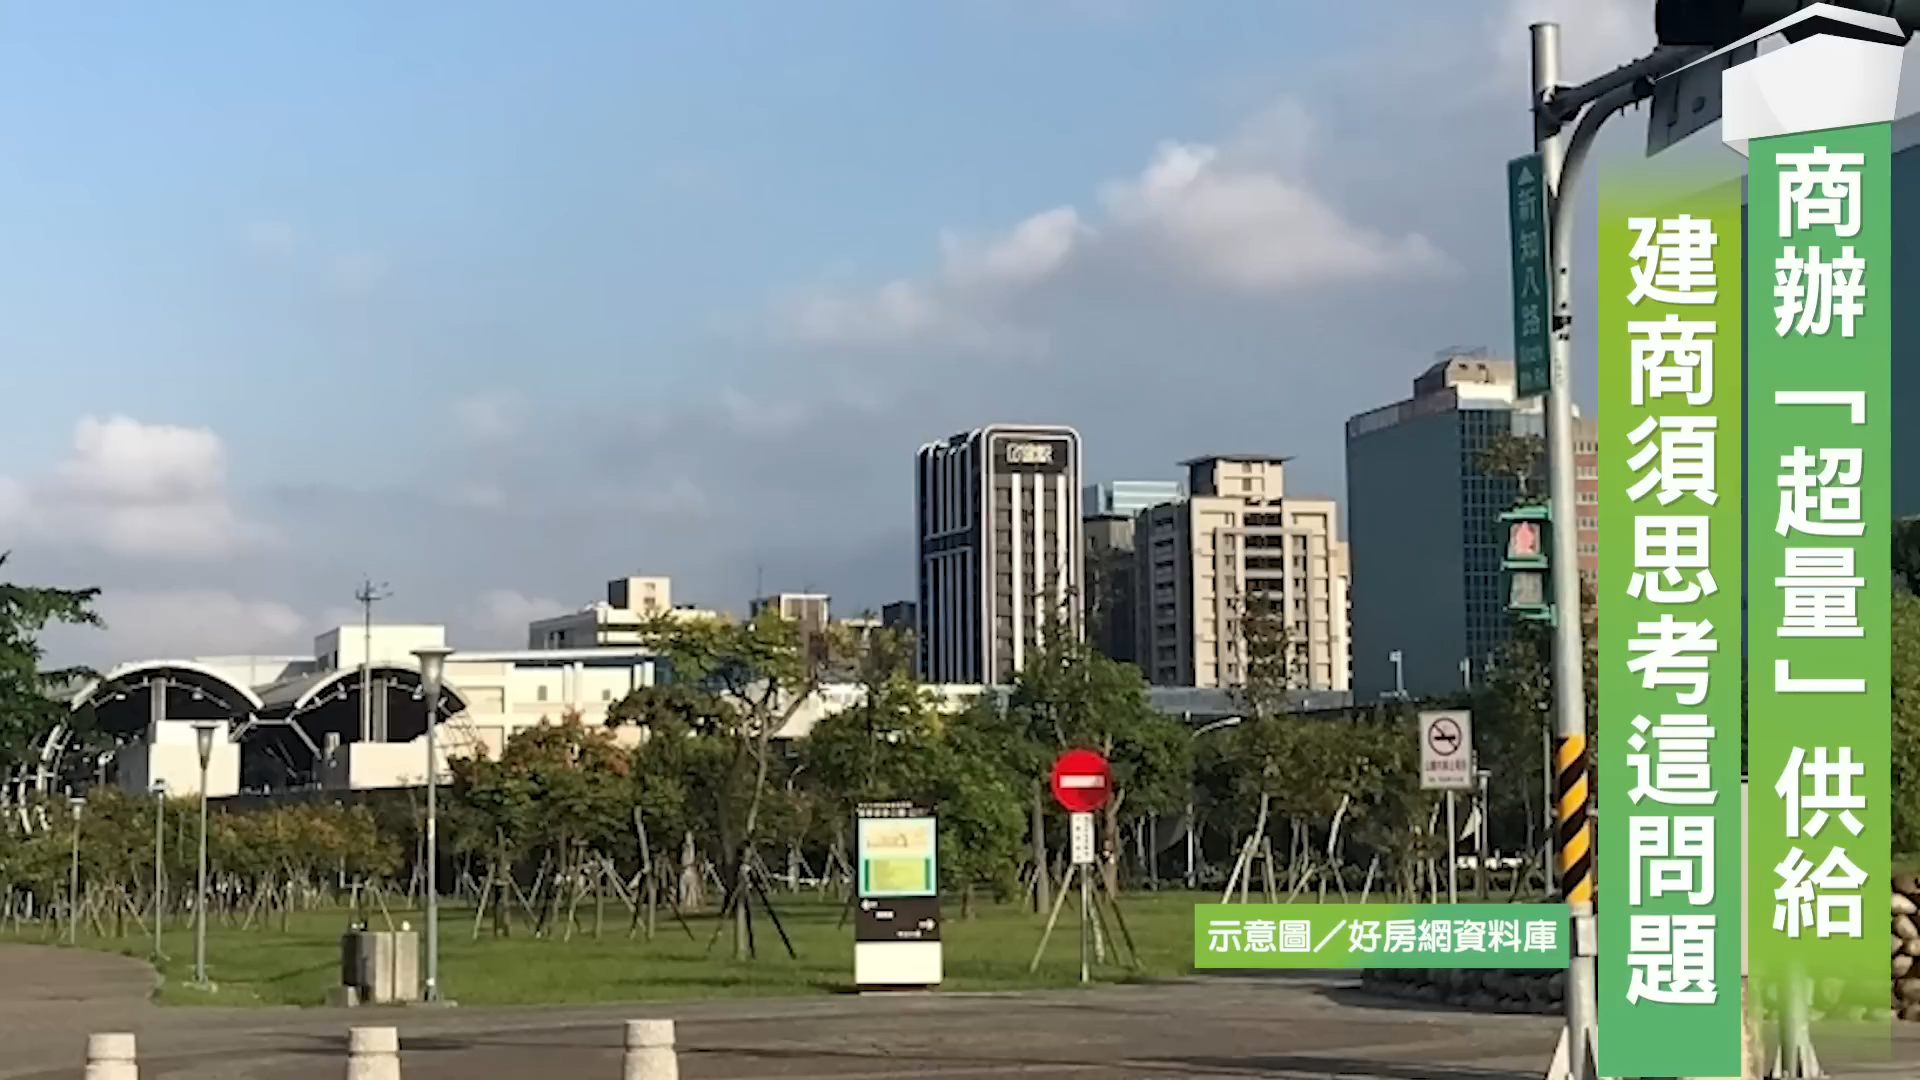 商辦「超量」供給
建商須思考這問題
新知八路
示意圖／好房網資料庫